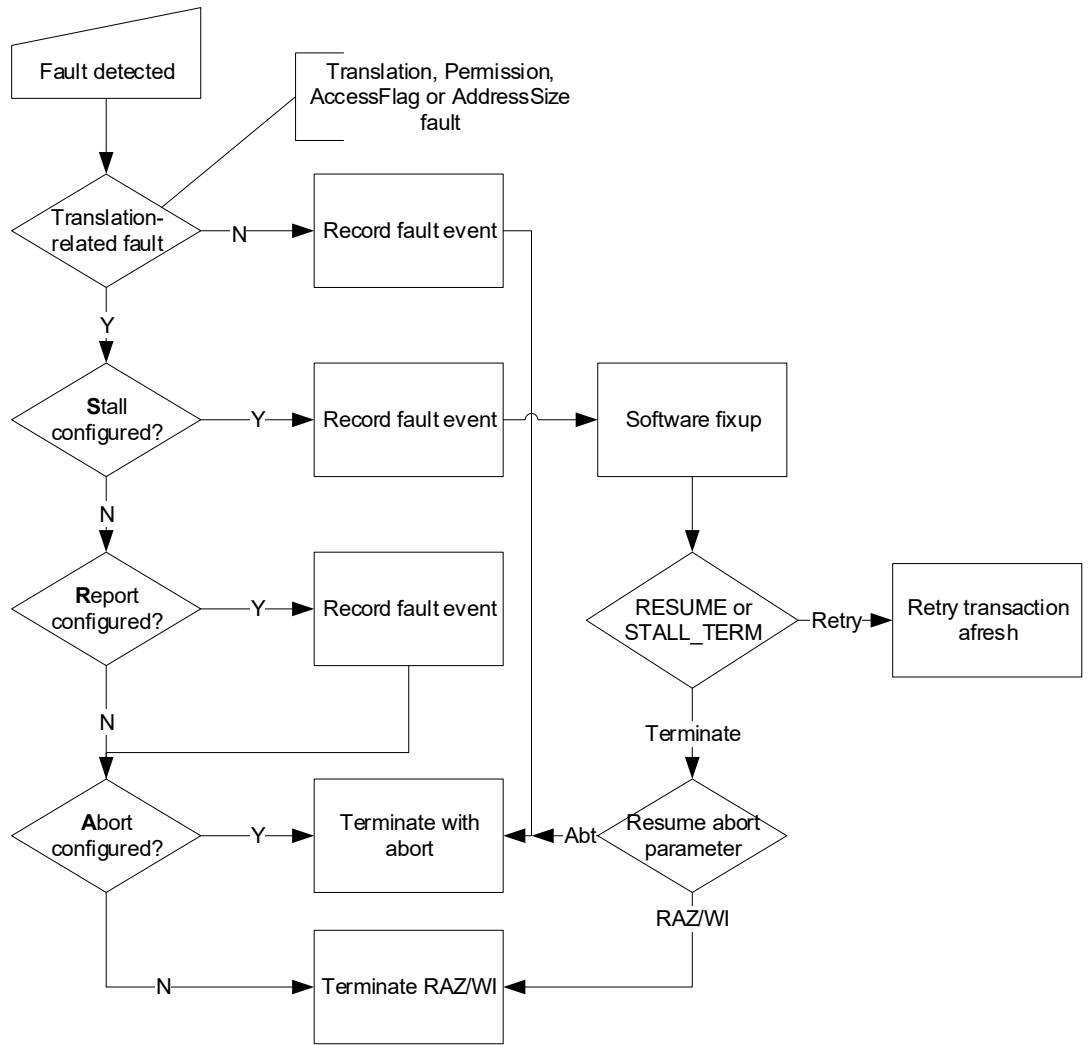 Fault detected
Translation, Permission,
AccessFlag or AddressSize
fault
Translation-
related fault
N
Record fault event
Y
Stall
configured?
Y
Record fault event
Software fixup
N
Report
configured?
Y
Record fault event
RESUME or
STALL_TERM
Retry
Retry transaction
afresh
N
Terminate
Abort
configured?
Y
Terminate with
abort
Abt
Resume abort
parameter
RAZ/WI
N
Terminate RAZ/WI